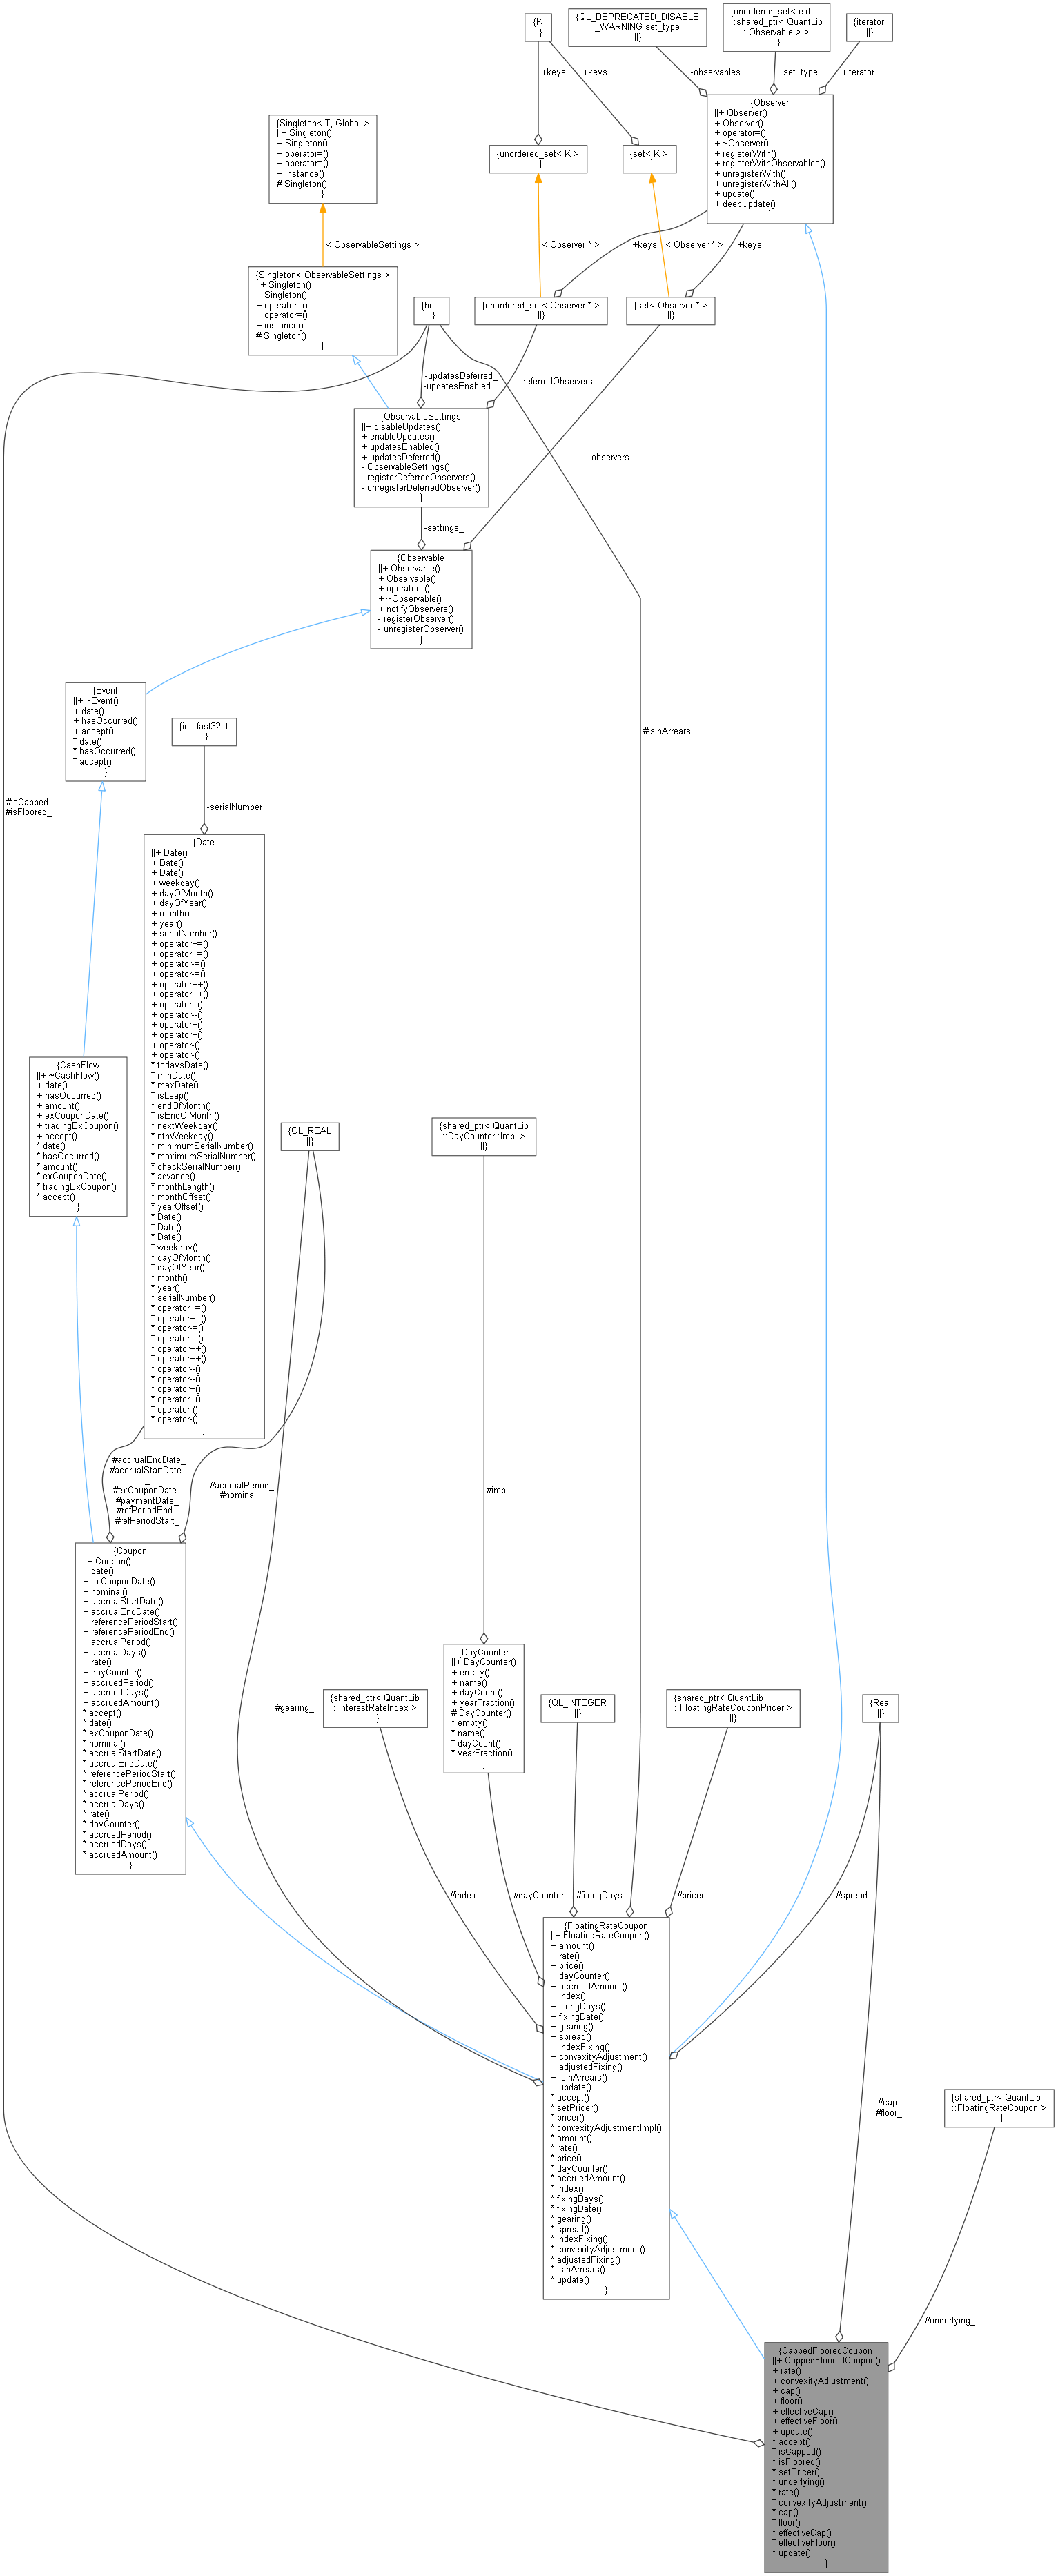 {K
||}
{QL_DEPRECATED_DISABLE
_WARNING set_type
||}
{unordered_set< ext
::shared_ptr< QuantLib
::Observable > >
||}
{iterator
||}
+keys
+keys
-observables_
+set_type
+iterator
{Singleton< T, Global >
||+ Singleton()
+ Singleton()
+ operator=()
+ operator=()
+ instance()
# Singleton()
}
{unordered_set< K >
||}
{set< K >
||}
{Observer
||+ Observer()
+ Observer()
+ operator=()
+ ~Observer()
+ registerWith()
+ registerWithObservables()
+ unregisterWith()
+ unregisterWithAll()
+ update()
+ deepUpdate()
}
< ObservableSettings >
< Observer * >
< Observer * >
+keys
+keys
{Singleton< ObservableSettings >
||+ Singleton()
+ Singleton()
+ operator=()
+ operator=()
+ instance()
# Singleton()
}
{bool
||}
{unordered_set< Observer * >
||}
{set< Observer * >
||}
-updatesDeferred_
-updatesEnabled_
-deferredObservers_
{ObservableSettings
||+ disableUpdates()
+ enableUpdates()
+ updatesEnabled()
+ updatesDeferred()
- ObservableSettings()
- registerDeferredObservers()
- unregisterDeferredObserver()
}
-observers_
-settings_
{Observable
||+ Observable()
+ Observable()
+ operator=()
+ ~Observable()
+ notifyObservers()
- registerObserver()
- unregisterObserver()
}
{Event
||+ ~Event()
+ date()
+ hasOccurred()
+ accept()
* date()
* hasOccurred()
* accept()
}
{int_fast32_t
||}
#isInArrears_
#isCapped_
#isFloored_
-serialNumber_
{Date
||+ Date()
+ Date()
+ Date()
+ weekday()
+ dayOfMonth()
+ dayOfYear()
+ month()
+ year()
+ serialNumber()
+ operator+=()
+ operator+=()
+ operator-=()
+ operator-=()
+ operator++()
+ operator++()
+ operator--()
+ operator--()
+ operator+()
+ operator+()
+ operator-()
+ operator-()
* todaysDate()
* minDate()
* maxDate()
* isLeap()
* endOfMonth()
* isEndOfMonth()
* nextWeekday()
* nthWeekday()
* minimumSerialNumber()
* maximumSerialNumber()
* checkSerialNumber()
* advance()
* monthLength()
* monthOffset()
* yearOffset()
* Date()
* Date()
* Date()
* weekday()
* dayOfMonth()
* dayOfYear()
* month()
* year()
* serialNumber()
* operator+=()
* operator+=()
* operator-=()
* operator-=()
* operator++()
* operator++()
* operator--()
* operator--()
* operator+()
* operator+()
* operator-()
* operator-()
}
{CashFlow
||+ ~CashFlow()
+ date()
+ hasOccurred()
+ amount()
+ exCouponDate()
+ tradingExCoupon()
+ accept()
* date()
* hasOccurred()
* amount()
* exCouponDate()
* tradingExCoupon()
* accept()
}
{QL_REAL
||}
{shared_ptr< QuantLib
::DayCounter::Impl >
||}
#accrualEndDate_
#accrualStartDate
_
#exCouponDate_
#paymentDate_
#refPeriodEnd_
#refPeriodStart_
#accrualPeriod_
#nominal_
#impl_
{Coupon
||+ Coupon()
+ date()
+ exCouponDate()
+ nominal()
+ accrualStartDate()
+ accrualEndDate()
+ referencePeriodStart()
+ referencePeriodEnd()
+ accrualPeriod()
+ accrualDays()
+ rate()
+ dayCounter()
+ accruedPeriod()
+ accruedDays()
+ accruedAmount()
* accept()
* date()
* exCouponDate()
* nominal()
* accrualStartDate()
* accrualEndDate()
* referencePeriodStart()
* referencePeriodEnd()
* accrualPeriod()
* accrualDays()
* rate()
* dayCounter()
* accruedPeriod()
* accruedDays()
* accruedAmount()
}
#gearing_
{shared_ptr< QuantLib
::InterestRateIndex >
||}
{DayCounter
||+ DayCounter()
+ empty()
+ name()
+ dayCount()
+ yearFraction()
# DayCounter()
* empty()
* name()
* dayCount()
* yearFraction()
}
{QL_INTEGER
||}
{shared_ptr< QuantLib
::FloatingRateCouponPricer >
||}
{Real
||}
#index_
#dayCounter_
#fixingDays_
#pricer_
#spread_
{FloatingRateCoupon
||+ FloatingRateCoupon()
+ amount()
+ rate()
+ price()
+ dayCounter()
+ accruedAmount()
+ index()
+ fixingDays()
+ fixingDate()
+ gearing()
+ spread()
+ indexFixing()
+ convexityAdjustment()
+ adjustedFixing()
+ isInArrears()
+ update()
* accept()
* setPricer()
* pricer()
* convexityAdjustmentImpl()
* amount()
* rate()
* price()
* dayCounter()
* accruedAmount()
* index()
* fixingDays()
* fixingDate()
* gearing()
* spread()
* indexFixing()
* convexityAdjustment()
* adjustedFixing()
* isInArrears()
* update()
}
#cap_
#floor_
{shared_ptr< QuantLib
::FloatingRateCoupon >
||}
#underlying_
{CappedFlooredCoupon
||+ CappedFlooredCoupon()
+ rate()
+ convexityAdjustment()
+ cap()
+ floor()
+ effectiveCap()
+ effectiveFloor()
+ update()
* accept()
* isCapped()
* isFloored()
* setPricer()
* underlying()
* rate()
* convexityAdjustment()
* cap()
* floor()
* effectiveCap()
* effectiveFloor()
* update()
}